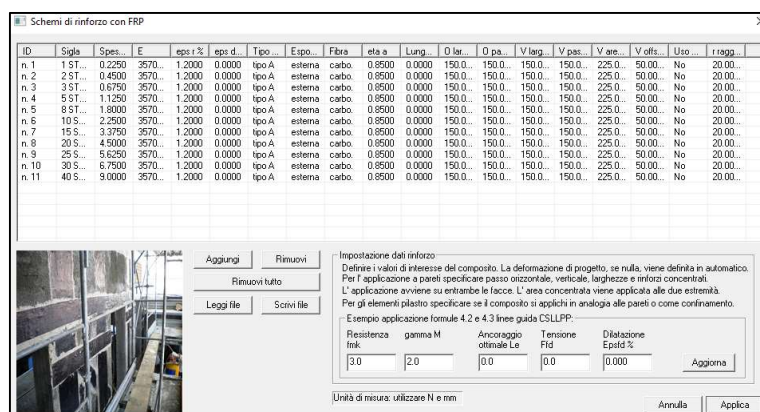 Schemi di rinforzo con FRP
ID Sigla Spes... E eps r % eps d... Tipo ... Espo... Fibra eta a Lung... O lar... O pa... V larg... V pas... V are... V offs... Uso ... r ragg...
n. 1 1 ST... 0.2250 3570... 1.2000 0.0000 tipo A esterna carbo. 0.8500 0.0000 150.0... 150.0... 150.0... 150.0... 225.0... 50.00... No 20.00...
n. 2 2 ST... 0.4500 3570... 1.2000 0.0000 tipo A esterna carbo. 0.8500 0.0000 150.0... 150.0... 150.0... 150.0... 225.0... 50.00... No 20.00...
n. 3 3 ST... 0.6750 3570... 1.2000 0.0000 tipo A esterna carbo. 0.8500 0.0000 150.0... 150.0... 150.0... 150.0... 225.0... 50.00... No 20.00...
n. 4 5 ST... 1.1250 3570... 1.2000 0.0000 tipo A esterna carbo. 0.8500 0.0000 150.0... 150.0... 150.0... 150.0... 225.0... 50.00... No 20.00...
n. 5 8 ST... 1.8000 3570... 1.2000 0.0000 tipo A esterna carbo. 0.8500 0.0000 150.0... 150.0... 150.0... 150.0... 225.0... 50.00... No 20.00...
n. 6 10 S... 2.2500 3570... 1.2000 0.0000 tipo A esterna carbo. 0.8500 0.0000 150.0... 150.0... 150.0... 150.0... 225.0... 50.00... No 20.00...
n. 7 15 S... 3.3750 3570... 1.2000 0.0000 tipo A esterna carbo. 0.8500 0.0000 150.0... 150.0... 150.0... 150.0... 225.0... 50.00... No 20.00...
n. 8 20 S... 4.5000 3570... 1.2000 0.0000 tipo A esterna carbo. 0.8500 0.0000 150.0... 150.0... 150.0... 150.0... 225.0... 50.00... No 20.00...
n. 9 25 S... 5.6250 3570... 1.2000 0.0000 tipo A esterna carbo. 0.8500 0.0000 150.0... 150.0... 150.0... 150.0... 225.0... 50.00... No 20.00...
n. 10 30 S... 6.7500 3570... 1.2000 0.0000 tipo A esterna carbo. 0.8500 0.0000 150.0... 150.0... 150.0... 150.0... 225.0... 50.00... No 20.00...
n. 11 40 S... 9.0000 3570... 1.2000 0.0000 tipo A esterna carbo. 0.8500 0.0000 150.0... 150.0... 150.0... 150.0... 225.0... 50.00... No 20.00...
Aggiungi Rimuovi
Rimuovi tutto
Leggi file Scrivi file
Impostazione dati rinforzo
Definire i valori di interesse del composito. La deformazione di progetto, se nulla, viene definita in automatico.
Per l' applicazione a pareti specificare passo orizzontale, verticale, larghezze e rinforzi concentrati.
L' applicazione avviene su entrambe le facce. L' area concentrata viene applicata alle due estremità.
Per gli elementi pilastro specificare se il composito si applichi in analogia alle pareti o come confinamento.
Esempio applicazione formule 4.2 e 4.3 linee guida CSLLPP:
Resistenza fmk gamma M Ancoraggio ottimale Le Tensione Ffd Dilatazione Epsfd %
3.0 2.0 0.0 0.0 0.000 Aggiorna
Unità di misura: utilizzare N e mm
Annulla Applica